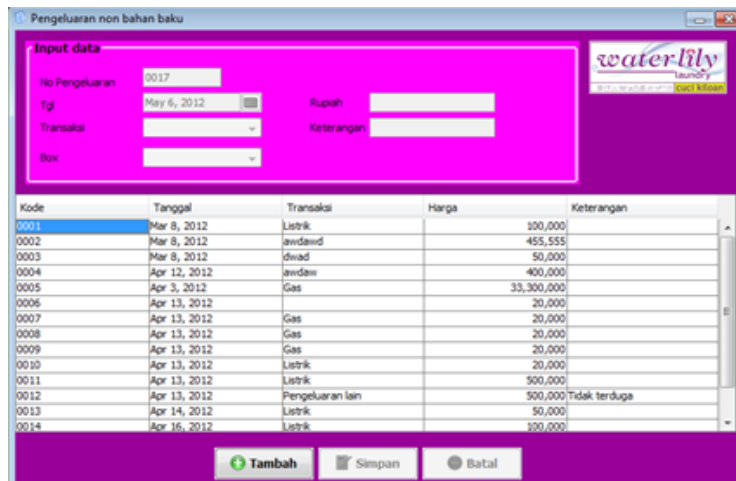 Pengeluaran non bahan baku
Input data
No Pengeluaran 0017
Tgl May 6, 2012 Rupiah
Transaksi Keterangan
Box
waterlily
laundry
cuci kiloan
Kode Tanggal Transaksi Harga Keterangan
0001 Mar 8, 2012 Listrik 100,000
0002 Mar 8, 2012 awdawd 455,555
0003 Mar 8, 2012 dwad 50,000
0004 Apr 12, 2012 awdaw 400,000
0005 Apr 3, 2012 Gas 33,300,000
0006 Apr 13, 2012 20,000
0007 Apr 13, 2012 Gas 20,000
0008 Apr 13, 2012 Gas 20,000
0009 Apr 13, 2012 Gas 20,000
0010 Apr 13, 2012 Listrik 20,000
0011 Apr 13, 2012 Listrik 500,000
0012 Apr 13, 2012 Pengeluaran lain 500,000 Tidak terduga
0013 Apr 14, 2012 Listrik 50,000
0014 Apr 16, 2012 Listrik 100,000
Tambah Simpan Batal